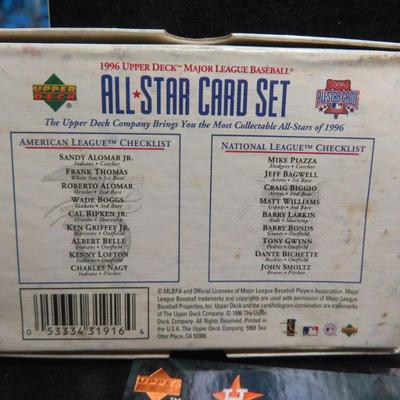 1996 UPPER DECK™ MAJOR LEAGUE BASEBALL®
UPPER
DECK
ALL★STAR CARD SET
ALL-STAR GAME
The Upper Deck Company Brings You the Most Collectable All-Stars of 1996
AMERICAN LEAGUE™ CHECKLIST
SANDY ALOMAR JR.
Indians • Catcher
FRANK THOMAS
White Sox • 1st Base
ROBERTO ALOMAR
Orioles • 2nd Base
WADE BOGGS
Yankees • 3rd Base
CAL RIPKEN JR.
Orioles • Shortstop
KEN GRIFFEY JR.
Mariners • Outfield
ALBERT BELLE
Indians • Outfield
KENNY LOFTON
Indians • Outfield
CHARLES NAGY
Indians • Pitcher
NATIONAL LEAGUE™ CHECKLIST
MIKE PIAZZA
Dodgers • Catcher
JEFF BAGWELL
Astros • 1st Base
CRAIG BIGGIO
Astros • 2nd Base
MATT WILLIAMS
Giants • 3rd Base
BARRY LARKIN
Reds • Shortstop
BARRY BONDS
Giants • Outfield
TONY GWYNN
Padres • Outfield
DANTE BICHETTE
Rockies • Outfield
JOHN SMOLTZ
Braves • Pitcher
0 53334 31916 4
© MLBPA and Official Licensee of Major League Baseball Players Association. Major
League Baseball trademarks and copyrights are used with permission of Major League
Baseball Properties, Inc. Upper Deck and the card/hologram combination are trademarks
of The Upper Deck Company. © 1996 The Upper
Deck Company. All Rights Reserved. Printed in
the U.S.A. The Upper Deck Company, 5909 Sea
Otter Place, CA 92008.
UPPER
DECK
UPPER